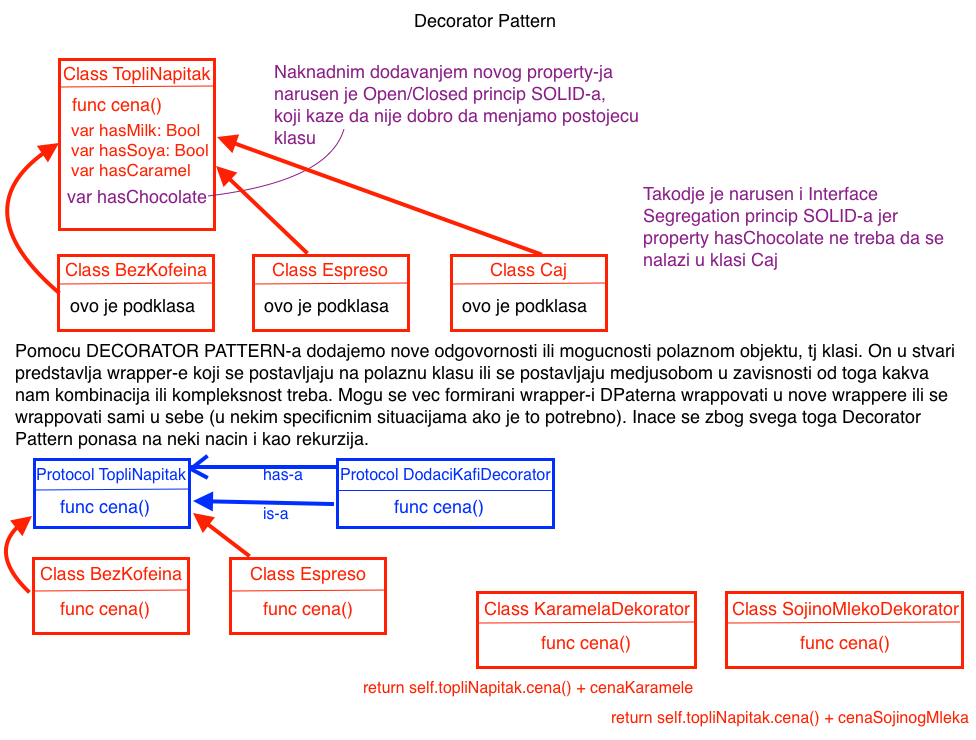 Decorator Pattern
Class TopliNapitak
func cena()
var hasMilk: Bool
var hasSoya: Bool
var hasCaramel
var hasChocolate
Naknadnim dodavanjem novog property-ja
narusen je Open/Closed princip SOLID-a,
koji kaze da nije dobro da menjamo postojecu
klasu
Takodje je narusen i Interface
Segregation princip SOLID-a jer
property hasChocolate ne treba da se
nalazi u klasi Caj
Class BezKofeina
ovo je podklasa
Class Espreso
ovo je podklasa
Class Caj
ovo je podklasa
Pomocu DECORATOR PATTERN-a dodajemo nove odgovornosti ili mogucnosti polaznom objektu, tj klasi. On u stvari
predstavlja wrapper-e koji se postavljaju na polaznu klasu ili se postavljaju medjusobom u zavisnosti od toga kakva
nam kombinacija ili kompleksnost treba. Mogu se vec formirani wrapper-i DPaterna wrappovati u nove wrappere ili se
wrappovati sami u sebe (u nekim specificnim situacijama ako je to potrebno). Inace se zbog svega toga Decorator
Pattern ponasa na neki nacin i kao rekurzija.
Protocol TopliNapitak
func cena()
has-a
is-a
Protocol DodaciKafiDecorator
func cena()
Class BezKofeina
func cena()
Class Espreso
func cena()
Class KaramelaDekorator
func cena()
Class SojinoMlekoDekorator
func cena()
return self.topliNapitak.cena() + cenaKaramele
return self.topliNapitak.cena() + cenaSojinogMleka